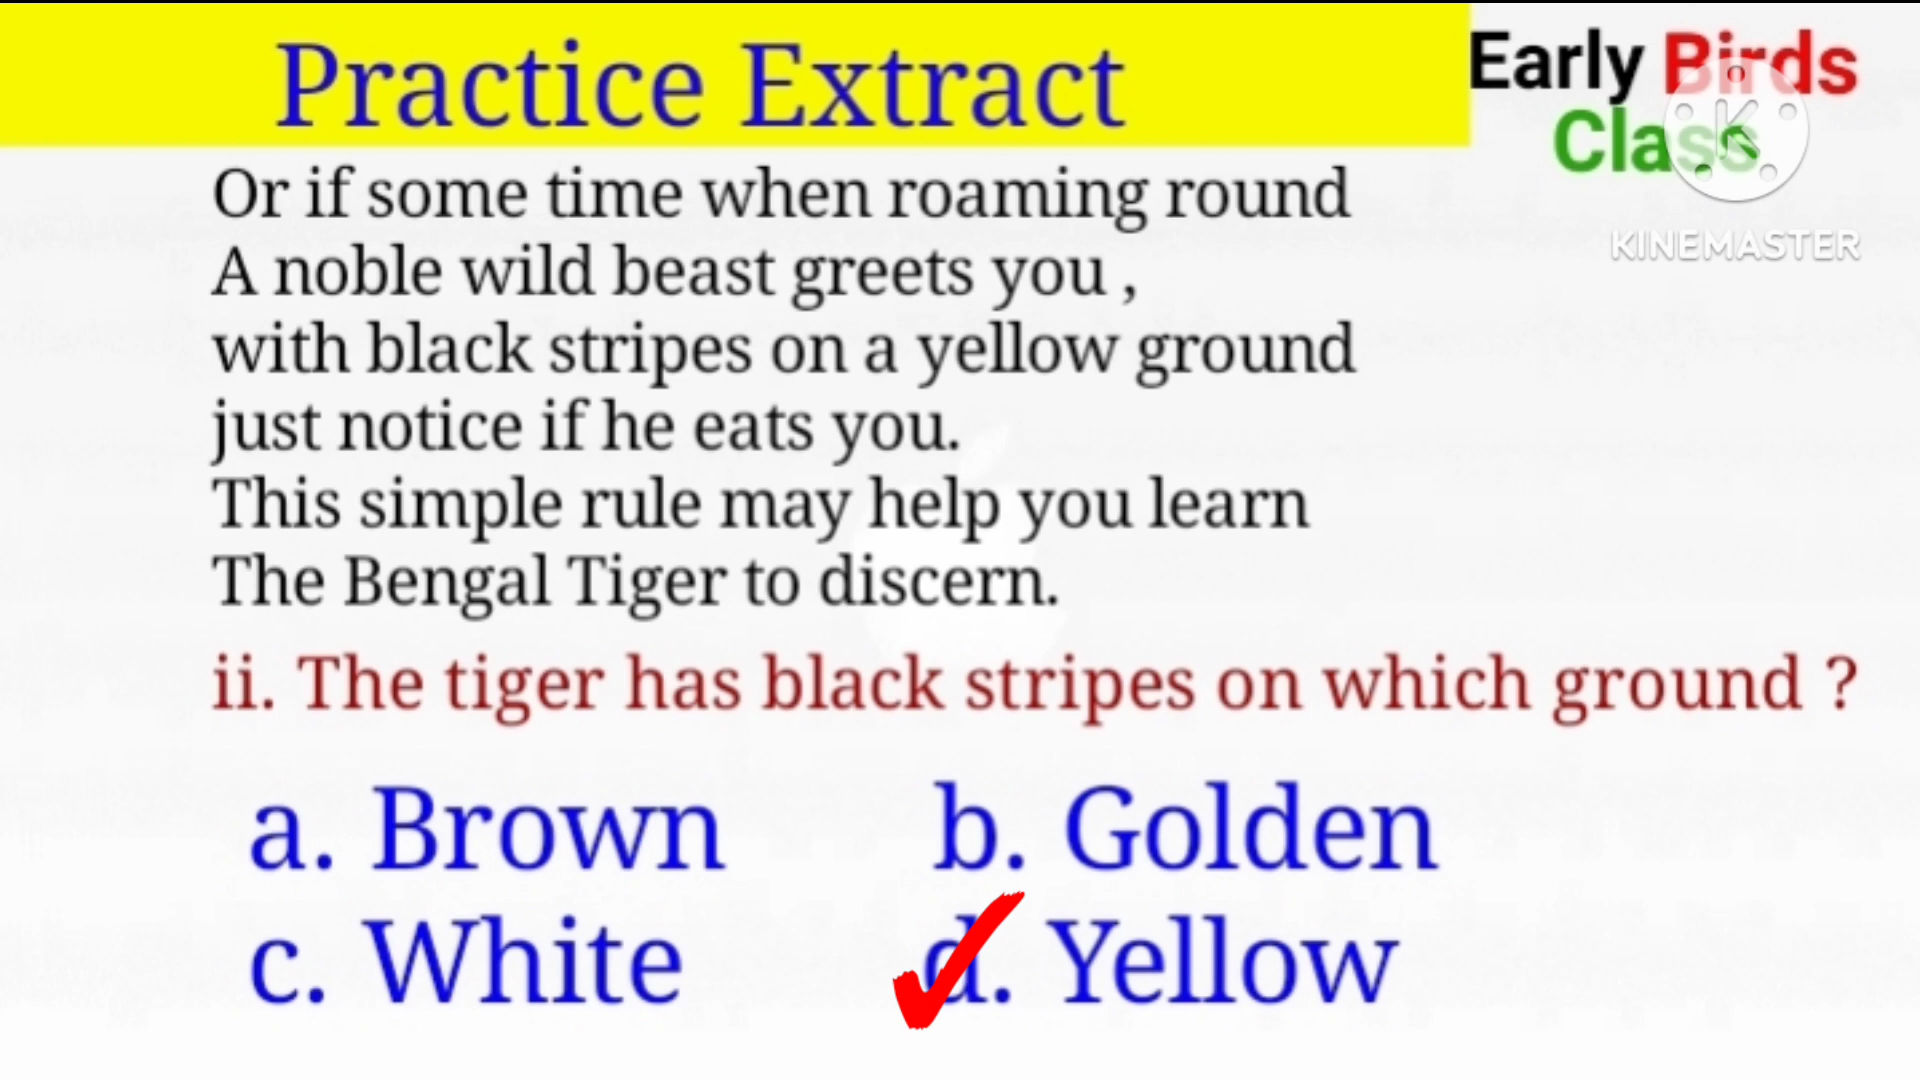 Practice Extract
Early Birds
Class
KINEMASTER
Or if some time when roaming round
A noble wild beast greets you ,
with black stripes on a yellow ground
just notice if he eats you.
This simple rule may help you learn
The Bengal Tiger to discern.
ii. The tiger has black stripes on which ground ?
a. Brown b. Golden
c. White d. Yellow